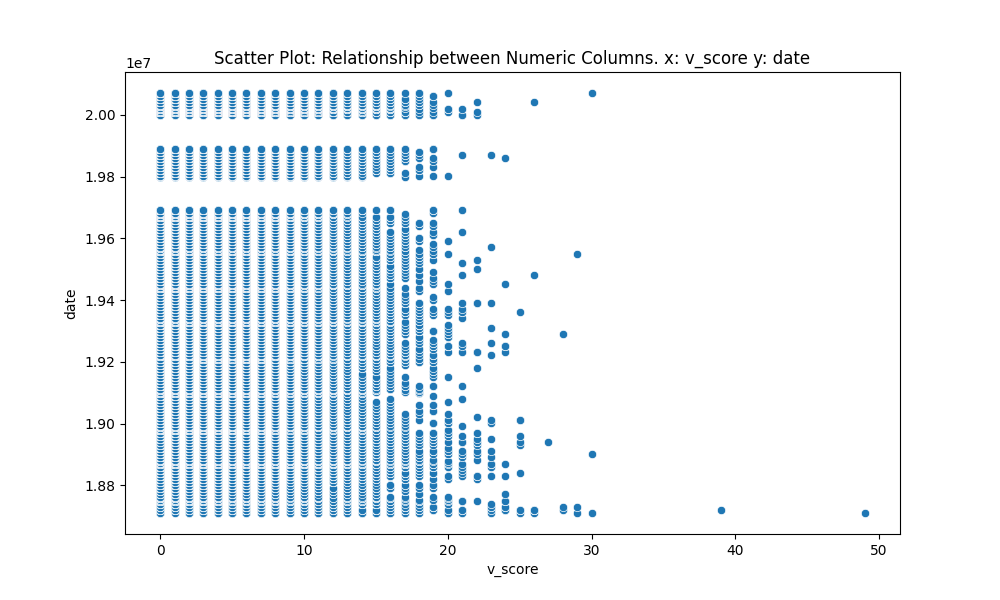 Scatter Plot: Relationship between Numeric Columns. x: v_score y: date
1e7
2.00
1.98
1.96
1.94
1.92
1.90
1.88
date
0 10 20 30 40 50
v_score